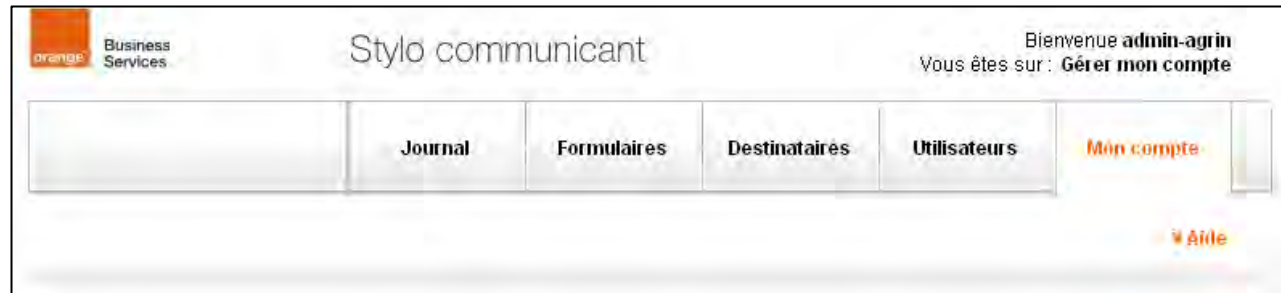 orange Business
Services
Stylo communicant
Bienvenue admin-agrin
Vous êtes sur : Gérer mon compte
Journal Formulaires Destinataires Utilisateurs Mon compte
Aide